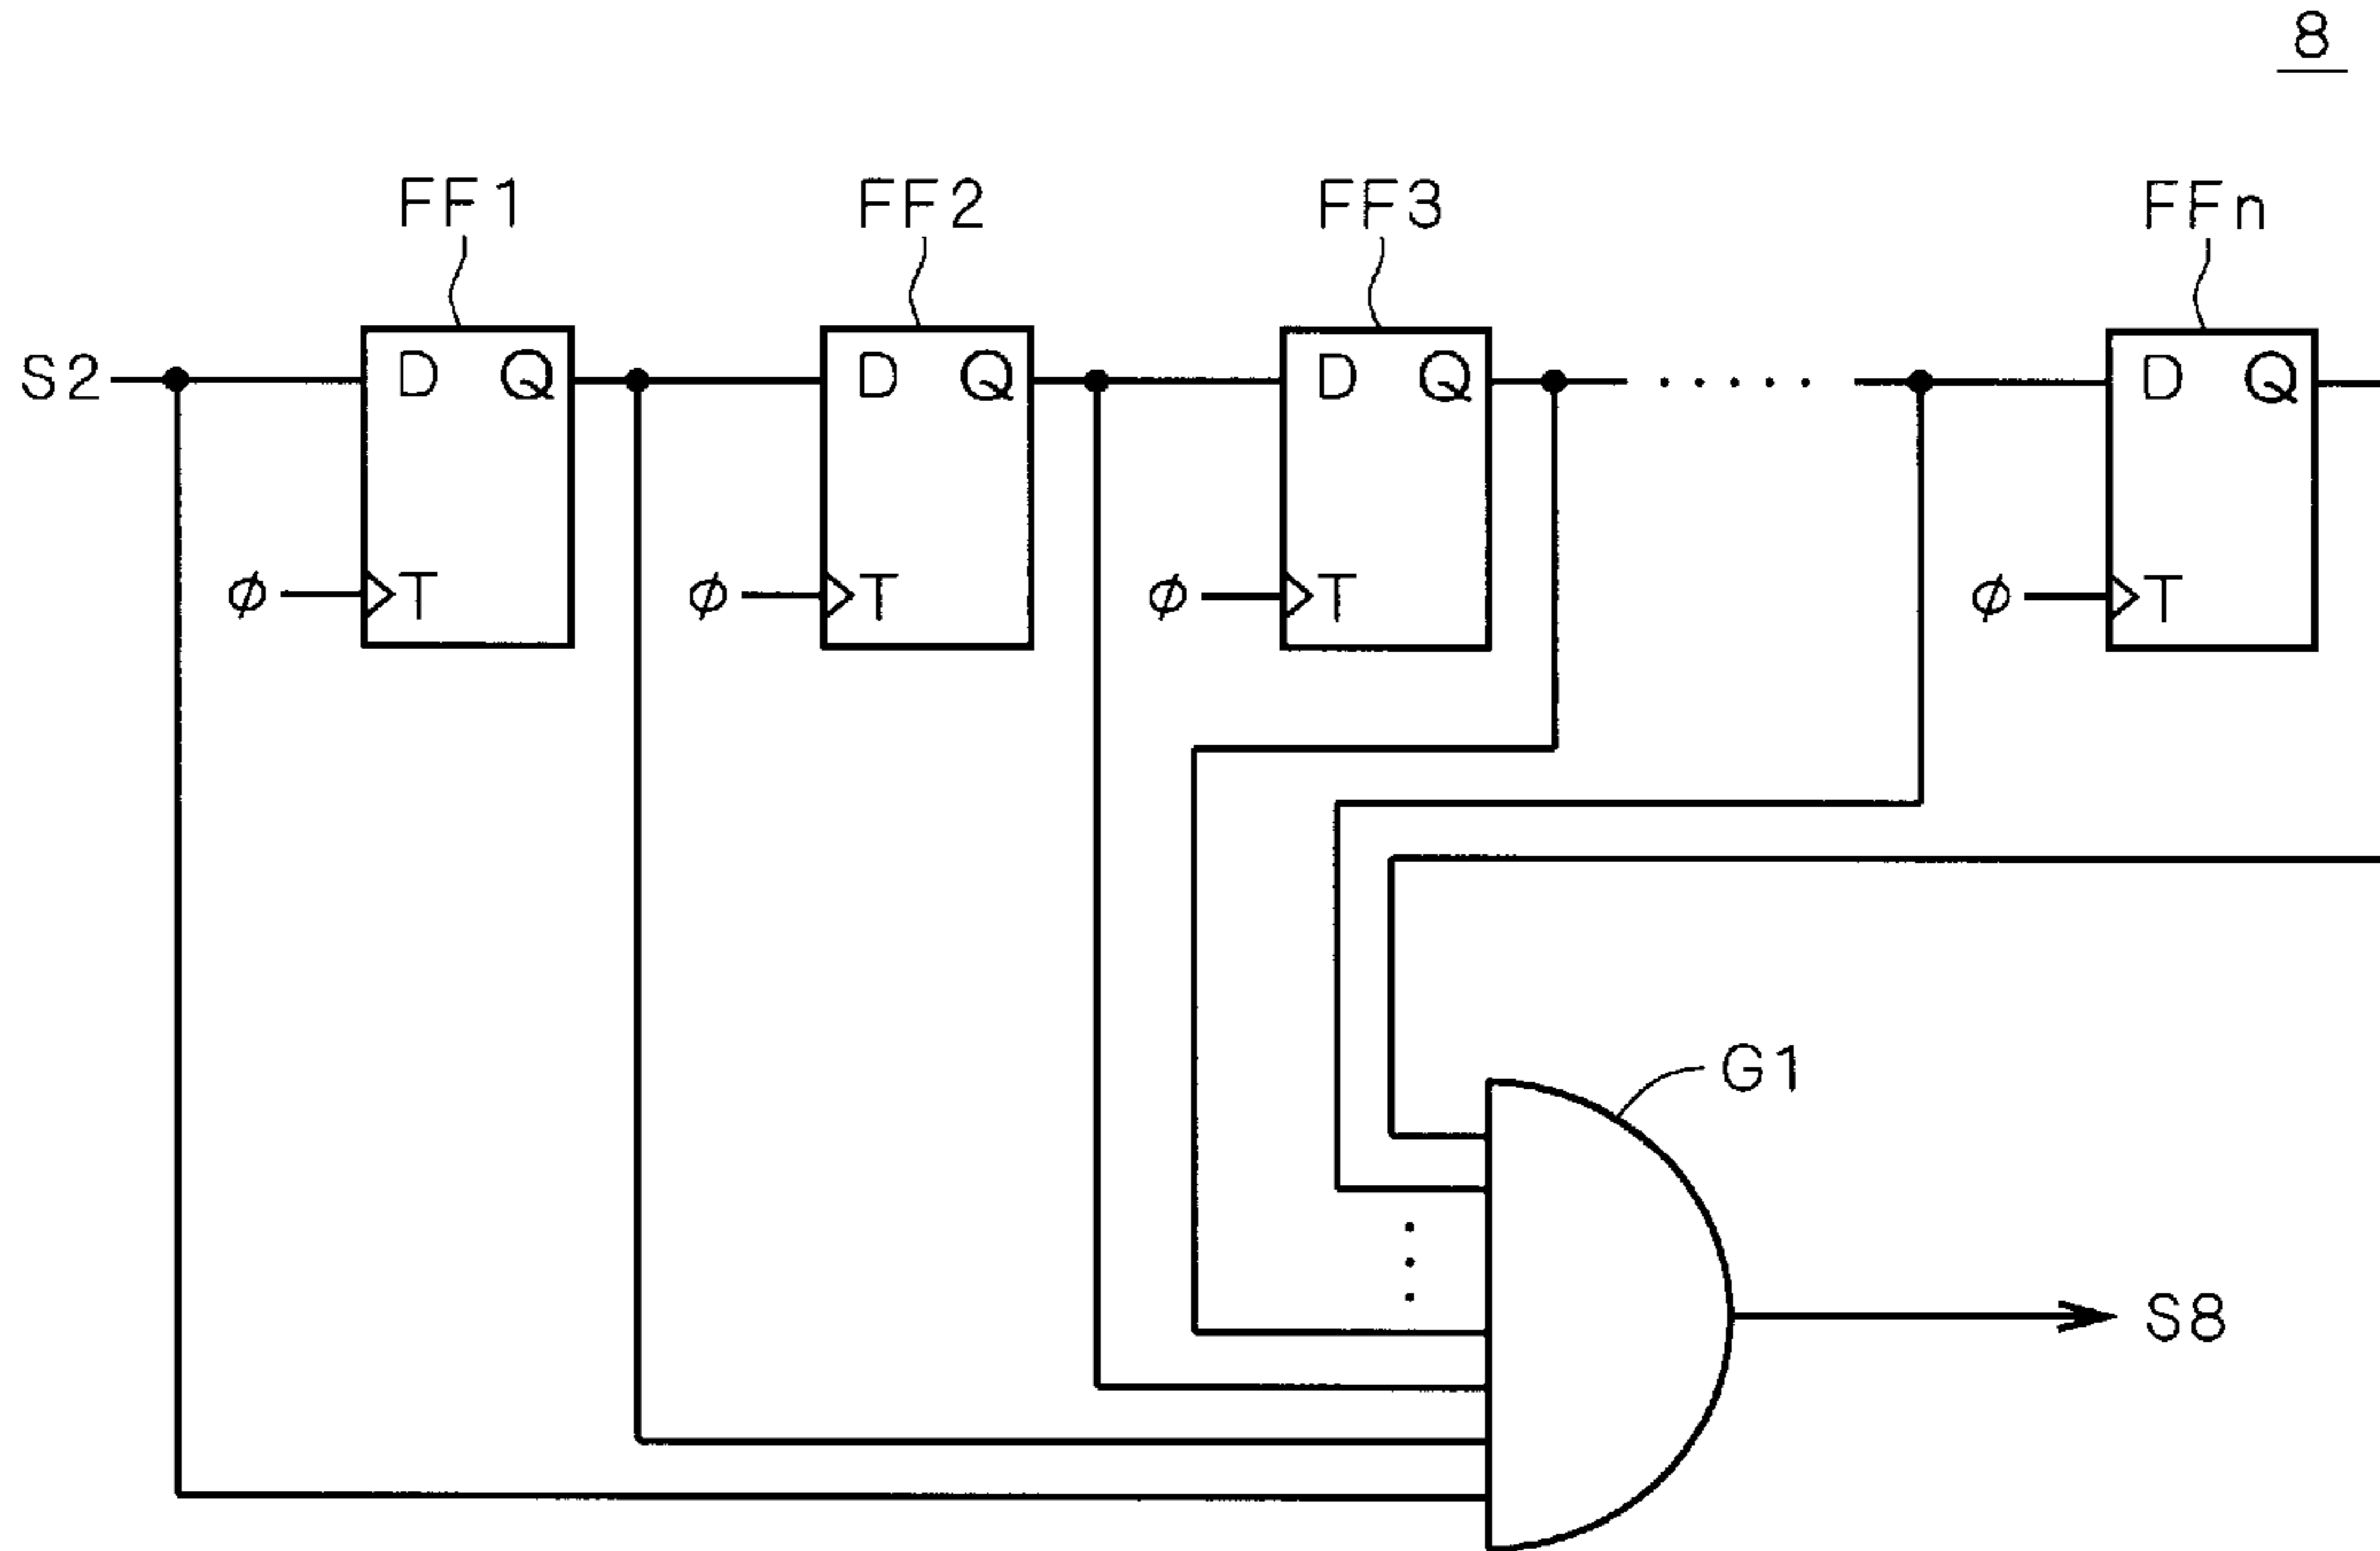 8
FF1 FF2 FF3 FFn
S2 D Q D Q D Q ..... D Q
ø T ø T ø T ø T
G1
S8